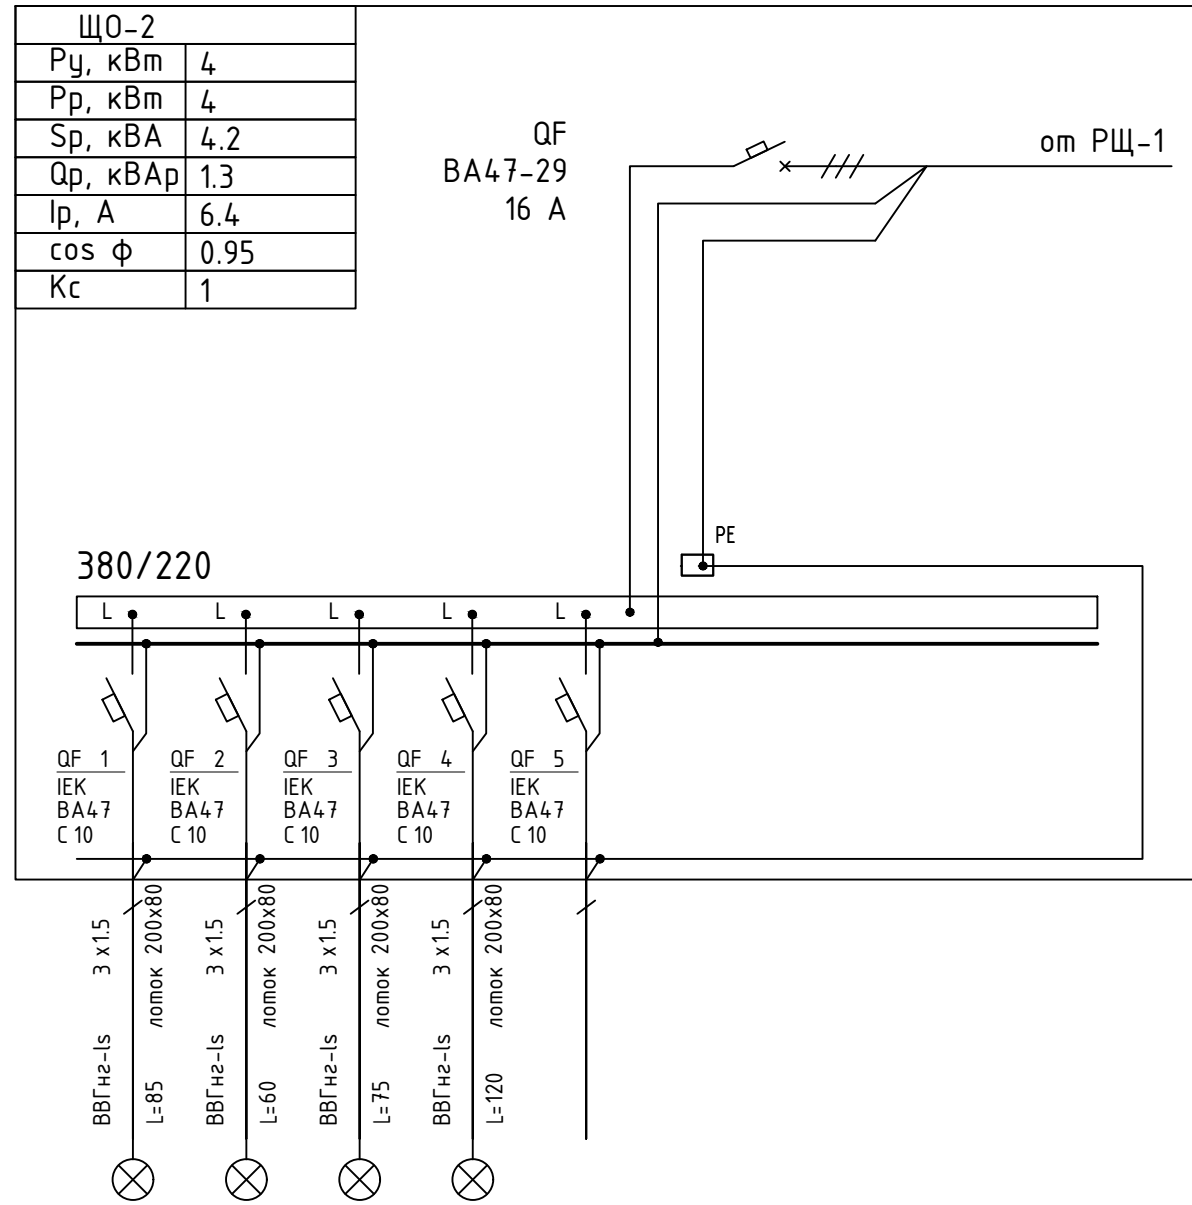 ЩО-2
Ру, кВт 4
Рр, кВт 4
Sр, кВА 4.2
Qр, кВАр 1.3
Iр, А 6.4
cos ф 0.95
Кс 1
QF
ВА47-29
16 А
от РЩ-1
PE
380/220
L L L L L
QF 1
IEK
ВА47
С 10
QF 2
IEK
ВА47
С 10
QF 3
IEK
ВА47
С 10
QF 4
IEK
ВА47
С 10
QF 5
IEK
ВА47
С 10
ВВГнг-ls 3 x1.5
L=85 лоток 200x80
ВВГнг-ls 3 x1.5
L=60 лоток 200x80
ВВГнг-ls 3 x1.5
L=75 лоток 200x80
ВВГнг-ls 3 x1.5
L=120 лоток 200x80